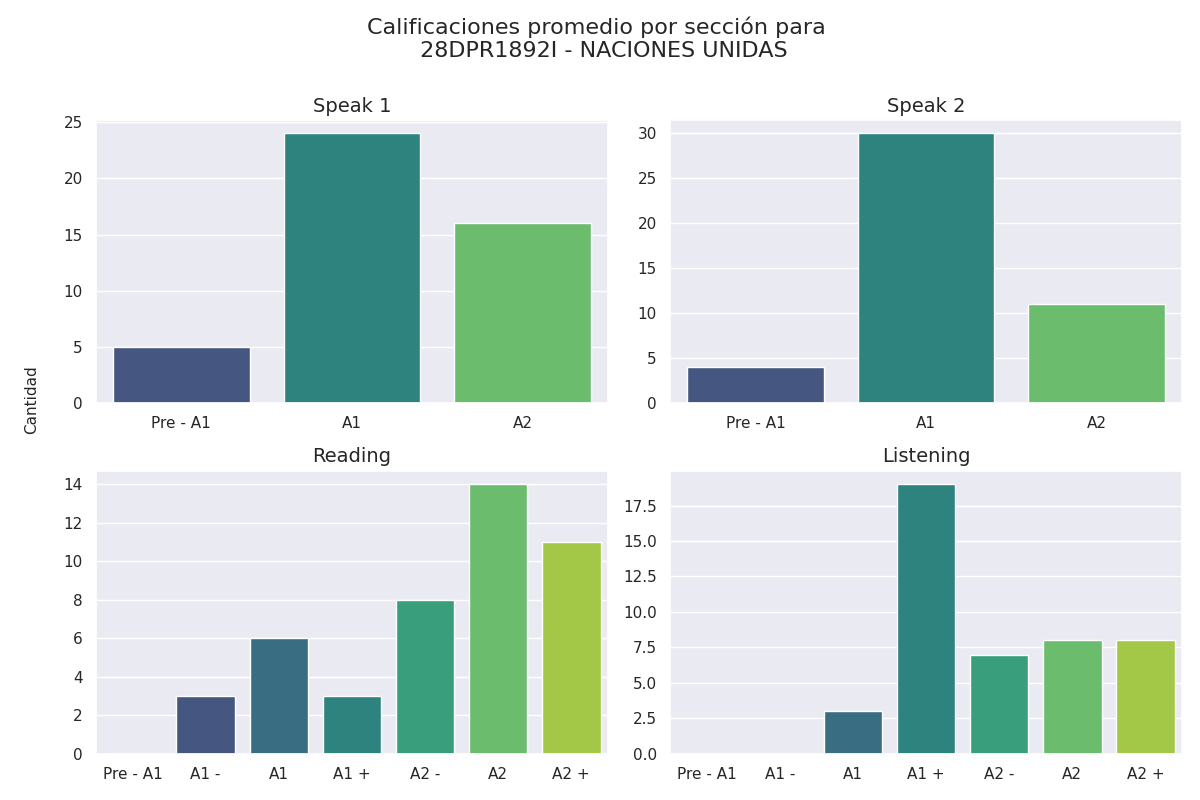 Calificaciones promedio por sección para
28DPR1892I - NACIONES UNIDAS
Cantidad
Speak 1
25
20
15
10
5
0
Pre - A1 A1 A2
Speak 2
30
25
20
15
10
5
0
Pre - A1 A1 A2
Reading
14
12
10
8
6
4
2
0
Pre - A1 A1 - A1 A1 + A2 - A2 A2 +
Listening
17.5
15.0
12.5
10.0
7.5
5.0
2.5
0.0
Pre - A1 A1 - A1 A1 + A2 - A2 A2 +